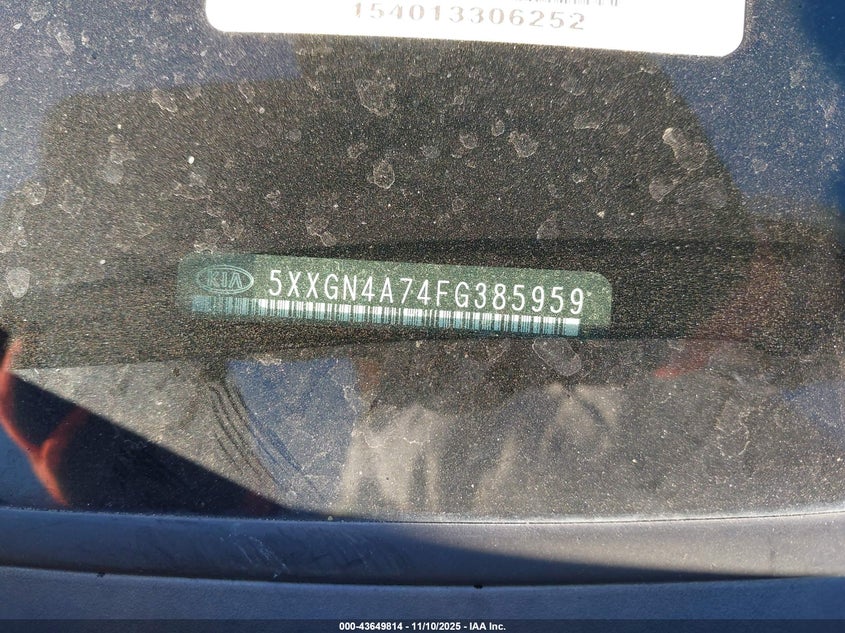 154013306252
KIA
5XXGN4A74FG385959
000-43649814 - 11/10/2025 - IAA Inc.